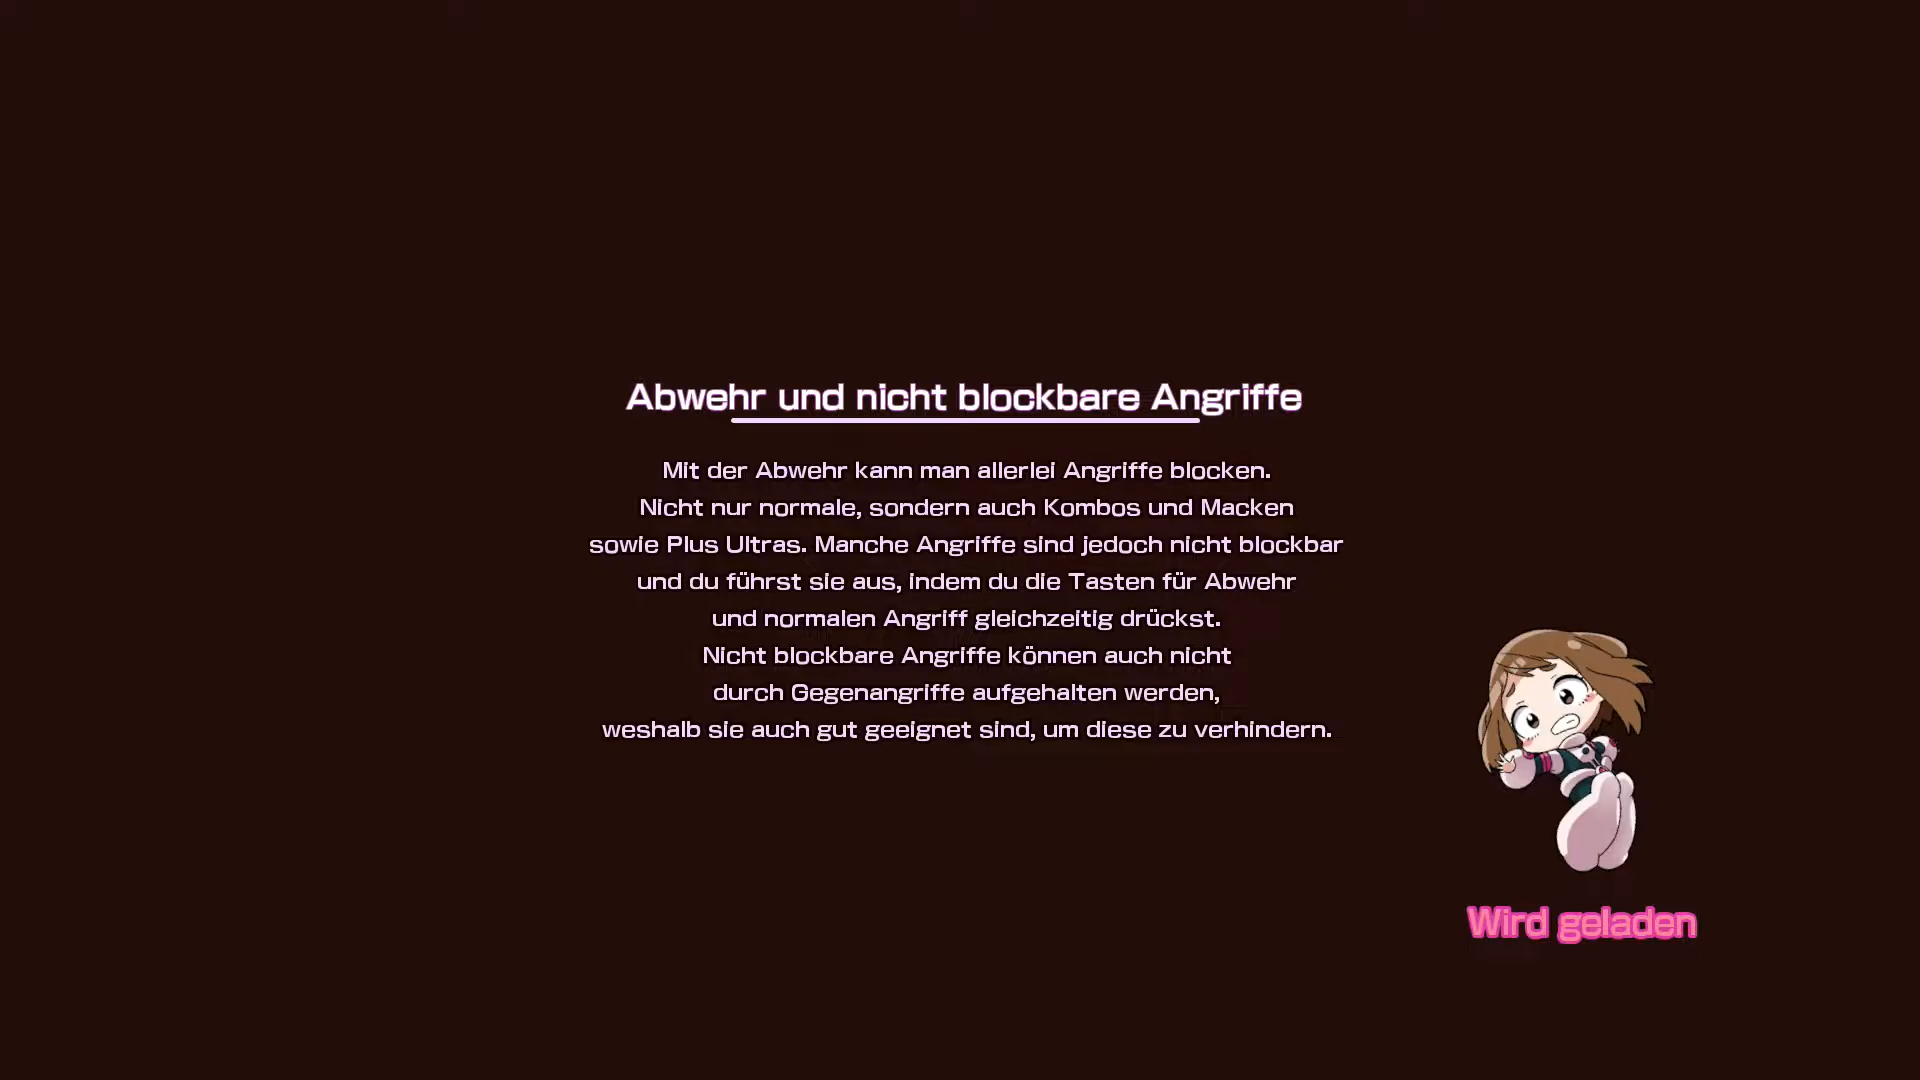 Abwehr und nicht blockbare Angriffe
Mit der Abwehr kann man allerlei Angriffe blocken.
Nicht nur normale, sondern auch Kombos und Macken
sowie Plus Ultras. Manche Angriffe sind jedoch nicht blockbar
und du führst sie aus, indem du die Tasten für Abwehr
und normalen Angriff gleichzeitig drückst.
Nicht blockbare Angriffe können auch nicht
durch Gegenangriffe aufgehalten werden,
weshalb sie auch gut geeignet sind, um diese zu verhindern.
Wird geladen